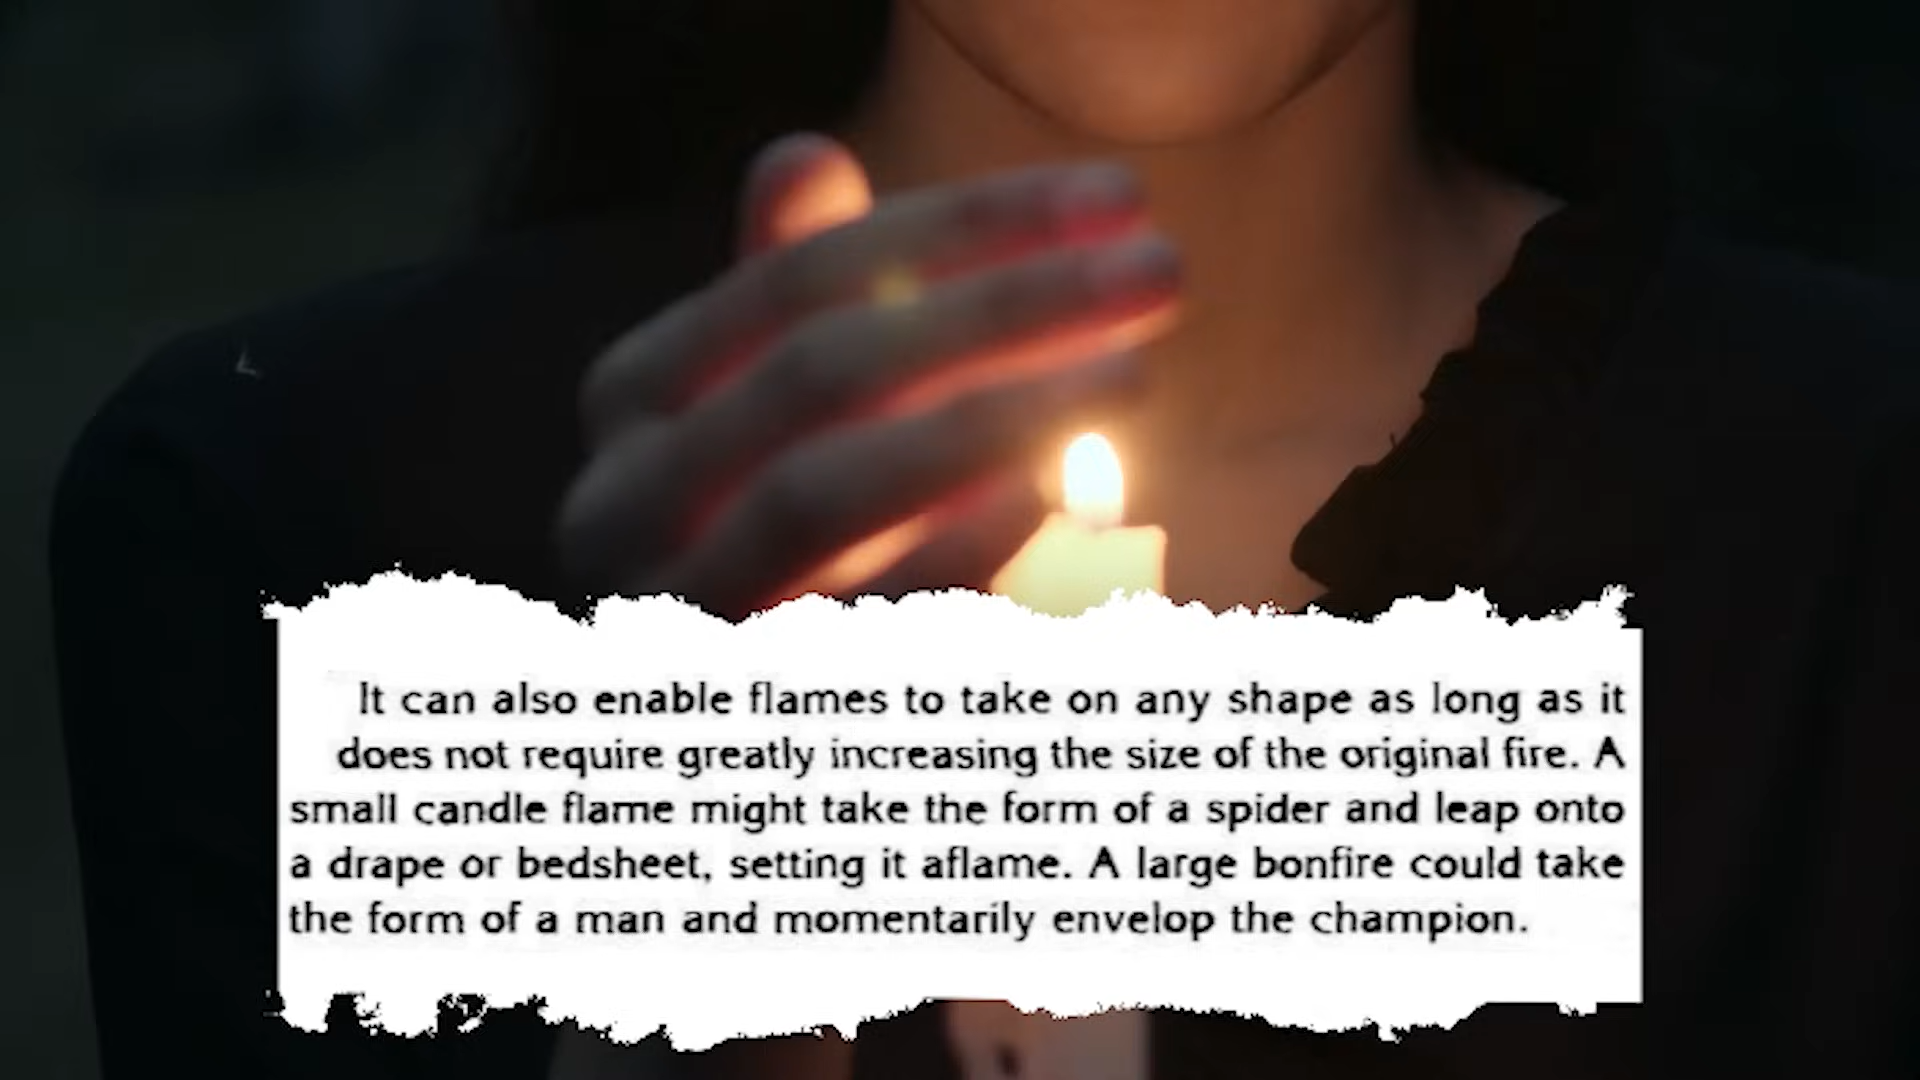 It can also enable flames to take on any shape as long as it
does not require greatly increasing the size of the original fire. A
small candle flame might take the form of a spider and leap onto
a drape or bedsheet, setting it aflame. A large bonfire could take
the form of a man and momentarily envelop the champion.